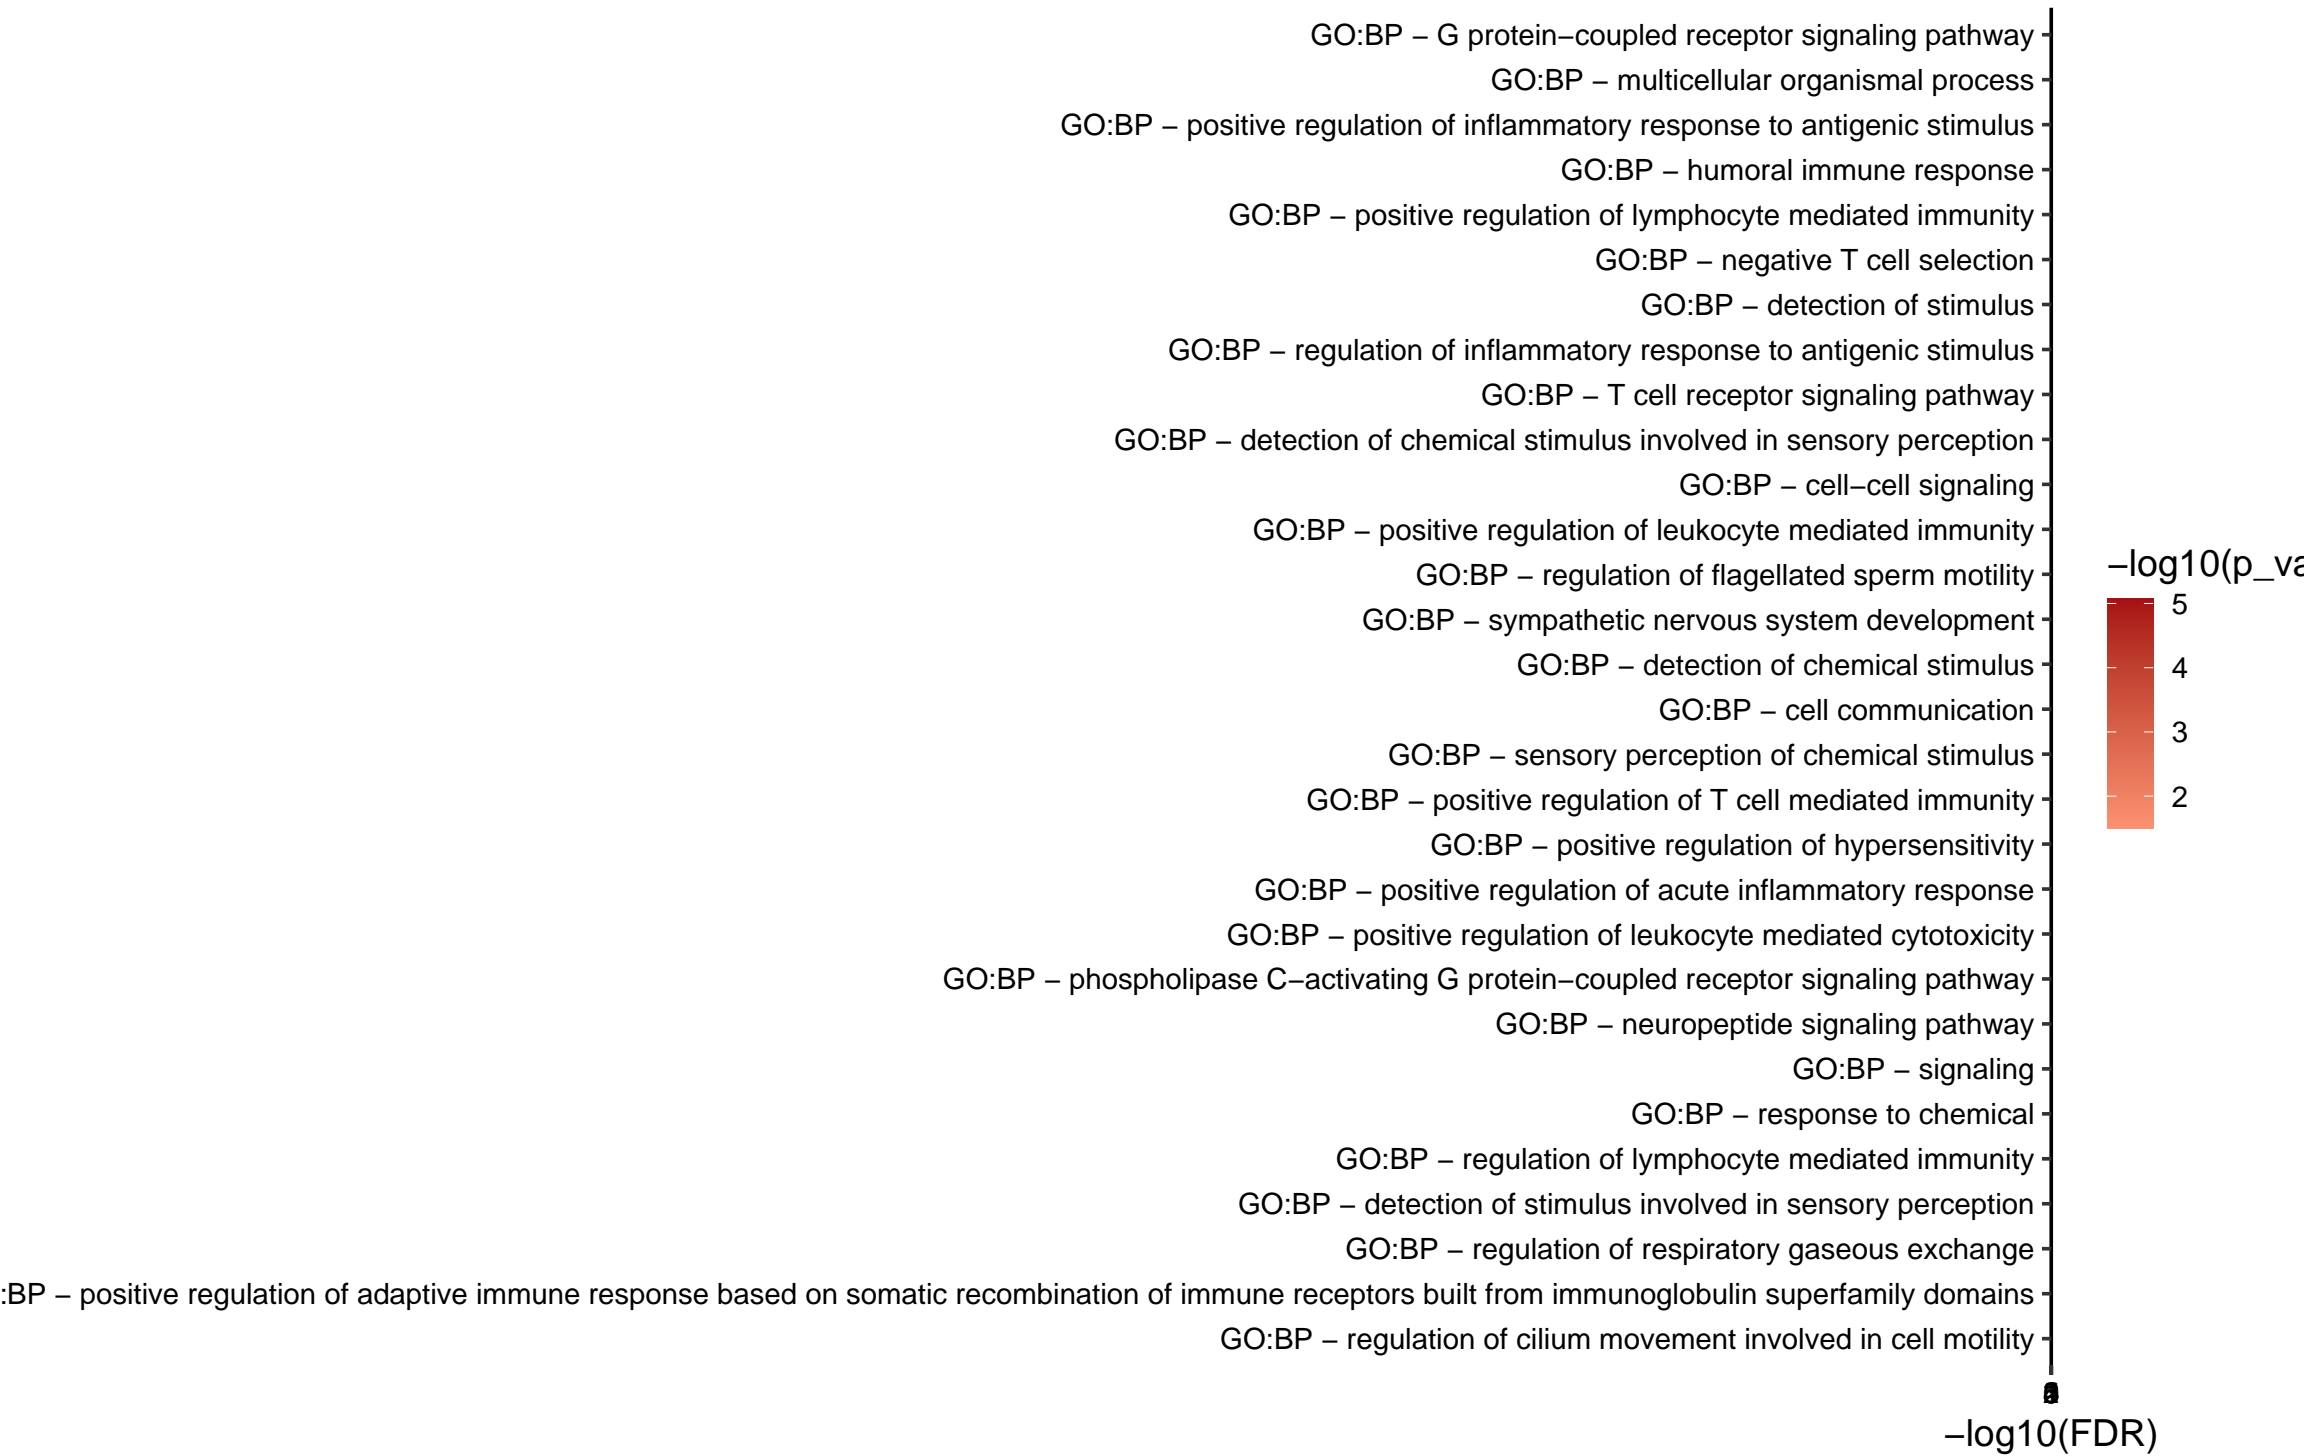 GO:BP – G protein–coupled receptor signaling pathway
GO:BP – multicellular organismal process
GO:BP – positive regulation of inflammatory response to antigenic stimulus
GO:BP – humoral immune response
GO:BP – positive regulation of lymphocyte mediated immunity
GO:BP – negative T cell selection
GO:BP – detection of stimulus
GO:BP – regulation of inflammatory response to antigenic stimulus
GO:BP – T cell receptor signaling pathway
GO:BP – detection of chemical stimulus involved in sensory perception
GO:BP – cell–cell signaling
GO:BP – positive regulation of leukocyte mediated immunity
GO:BP – regulation of flagellated sperm motility
GO:BP – sympathetic nervous system development
GO:BP – detection of chemical stimulus
GO:BP – cell communication
GO:BP – sensory perception of chemical stimulus
GO:BP – positive regulation of T cell mediated immunity
GO:BP – positive regulation of hypersensitivity
GO:BP – positive regulation of acute inflammatory response
GO:BP – positive regulation of leukocyte mediated cytotoxicity
GO:BP – phospholipase C–activating G protein–coupled receptor signaling pathway
GO:BP – neuropeptide signaling pathway
GO:BP – signaling
GO:BP – response to chemical
GO:BP – regulation of lymphocyte mediated immunity
GO:BP – detection of stimulus involved in sensory perception
GO:BP – regulation of respiratory gaseous exchange
:BP – positive regulation of adaptive immune response based on somatic recombination of immune receptors built from immunoglobulin superfamily domains
GO:BP – regulation of cilium movement involved in cell motility
–log10(FDR)
–log10(p_va
5
4
3
2